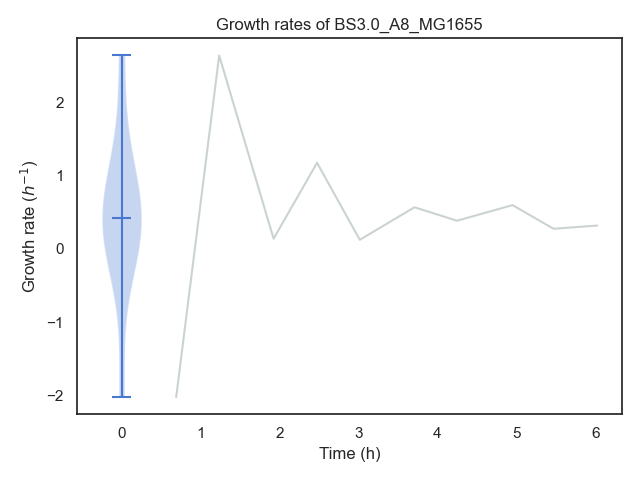 Growth rates of BS3.0_A8_MG1655
Growth rate ($h^{-1}$)
2
1
0
−1
−2
0 1 2 3 4 5 6
Time (h)